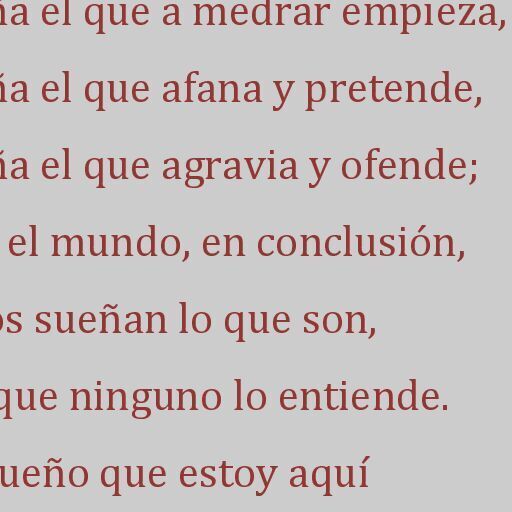 ña el que a medrar empieza,
ña el que afana y pretende,
ña el que agravia y ofende;
el mundo, en conclusión,
os sueñan lo que son,
que ninguno lo entiende.
ueño que estoy aquí